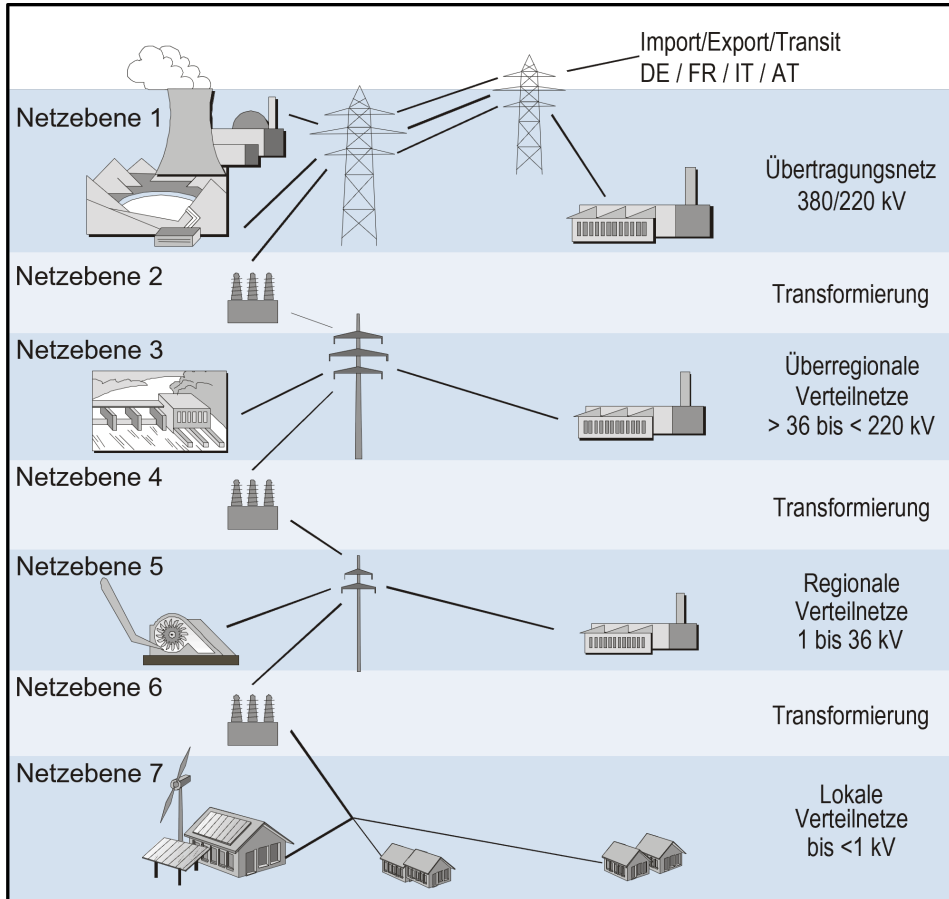 Import/Export/Transit
DE / FR / IT / AT
Netzebene 1
Übertragungsnetz
380/220 kV
Netzebene 2
Transformierung
Netzebene 3
Überregionale
Verteilnetze
> 36 bis < 220 kV
Netzebene 4
Transformierung
Netzebene 5
Regionale
Verteilnetze
1 bis 36 kV
Netzebene 6
Transformierung
Netzebene 7
Lokale
Verteilnetze
bis <1 kV